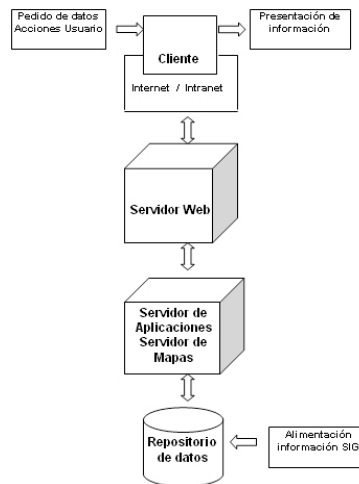 Pedido de datos
Acciones Usuario
Cliente
Presentación de
información
Internet / Intranet
Servidor Web
Servidor de
Aplicaciones
Servidor de
Mapas
Repositorio
de datos
Alimentación
información SIG